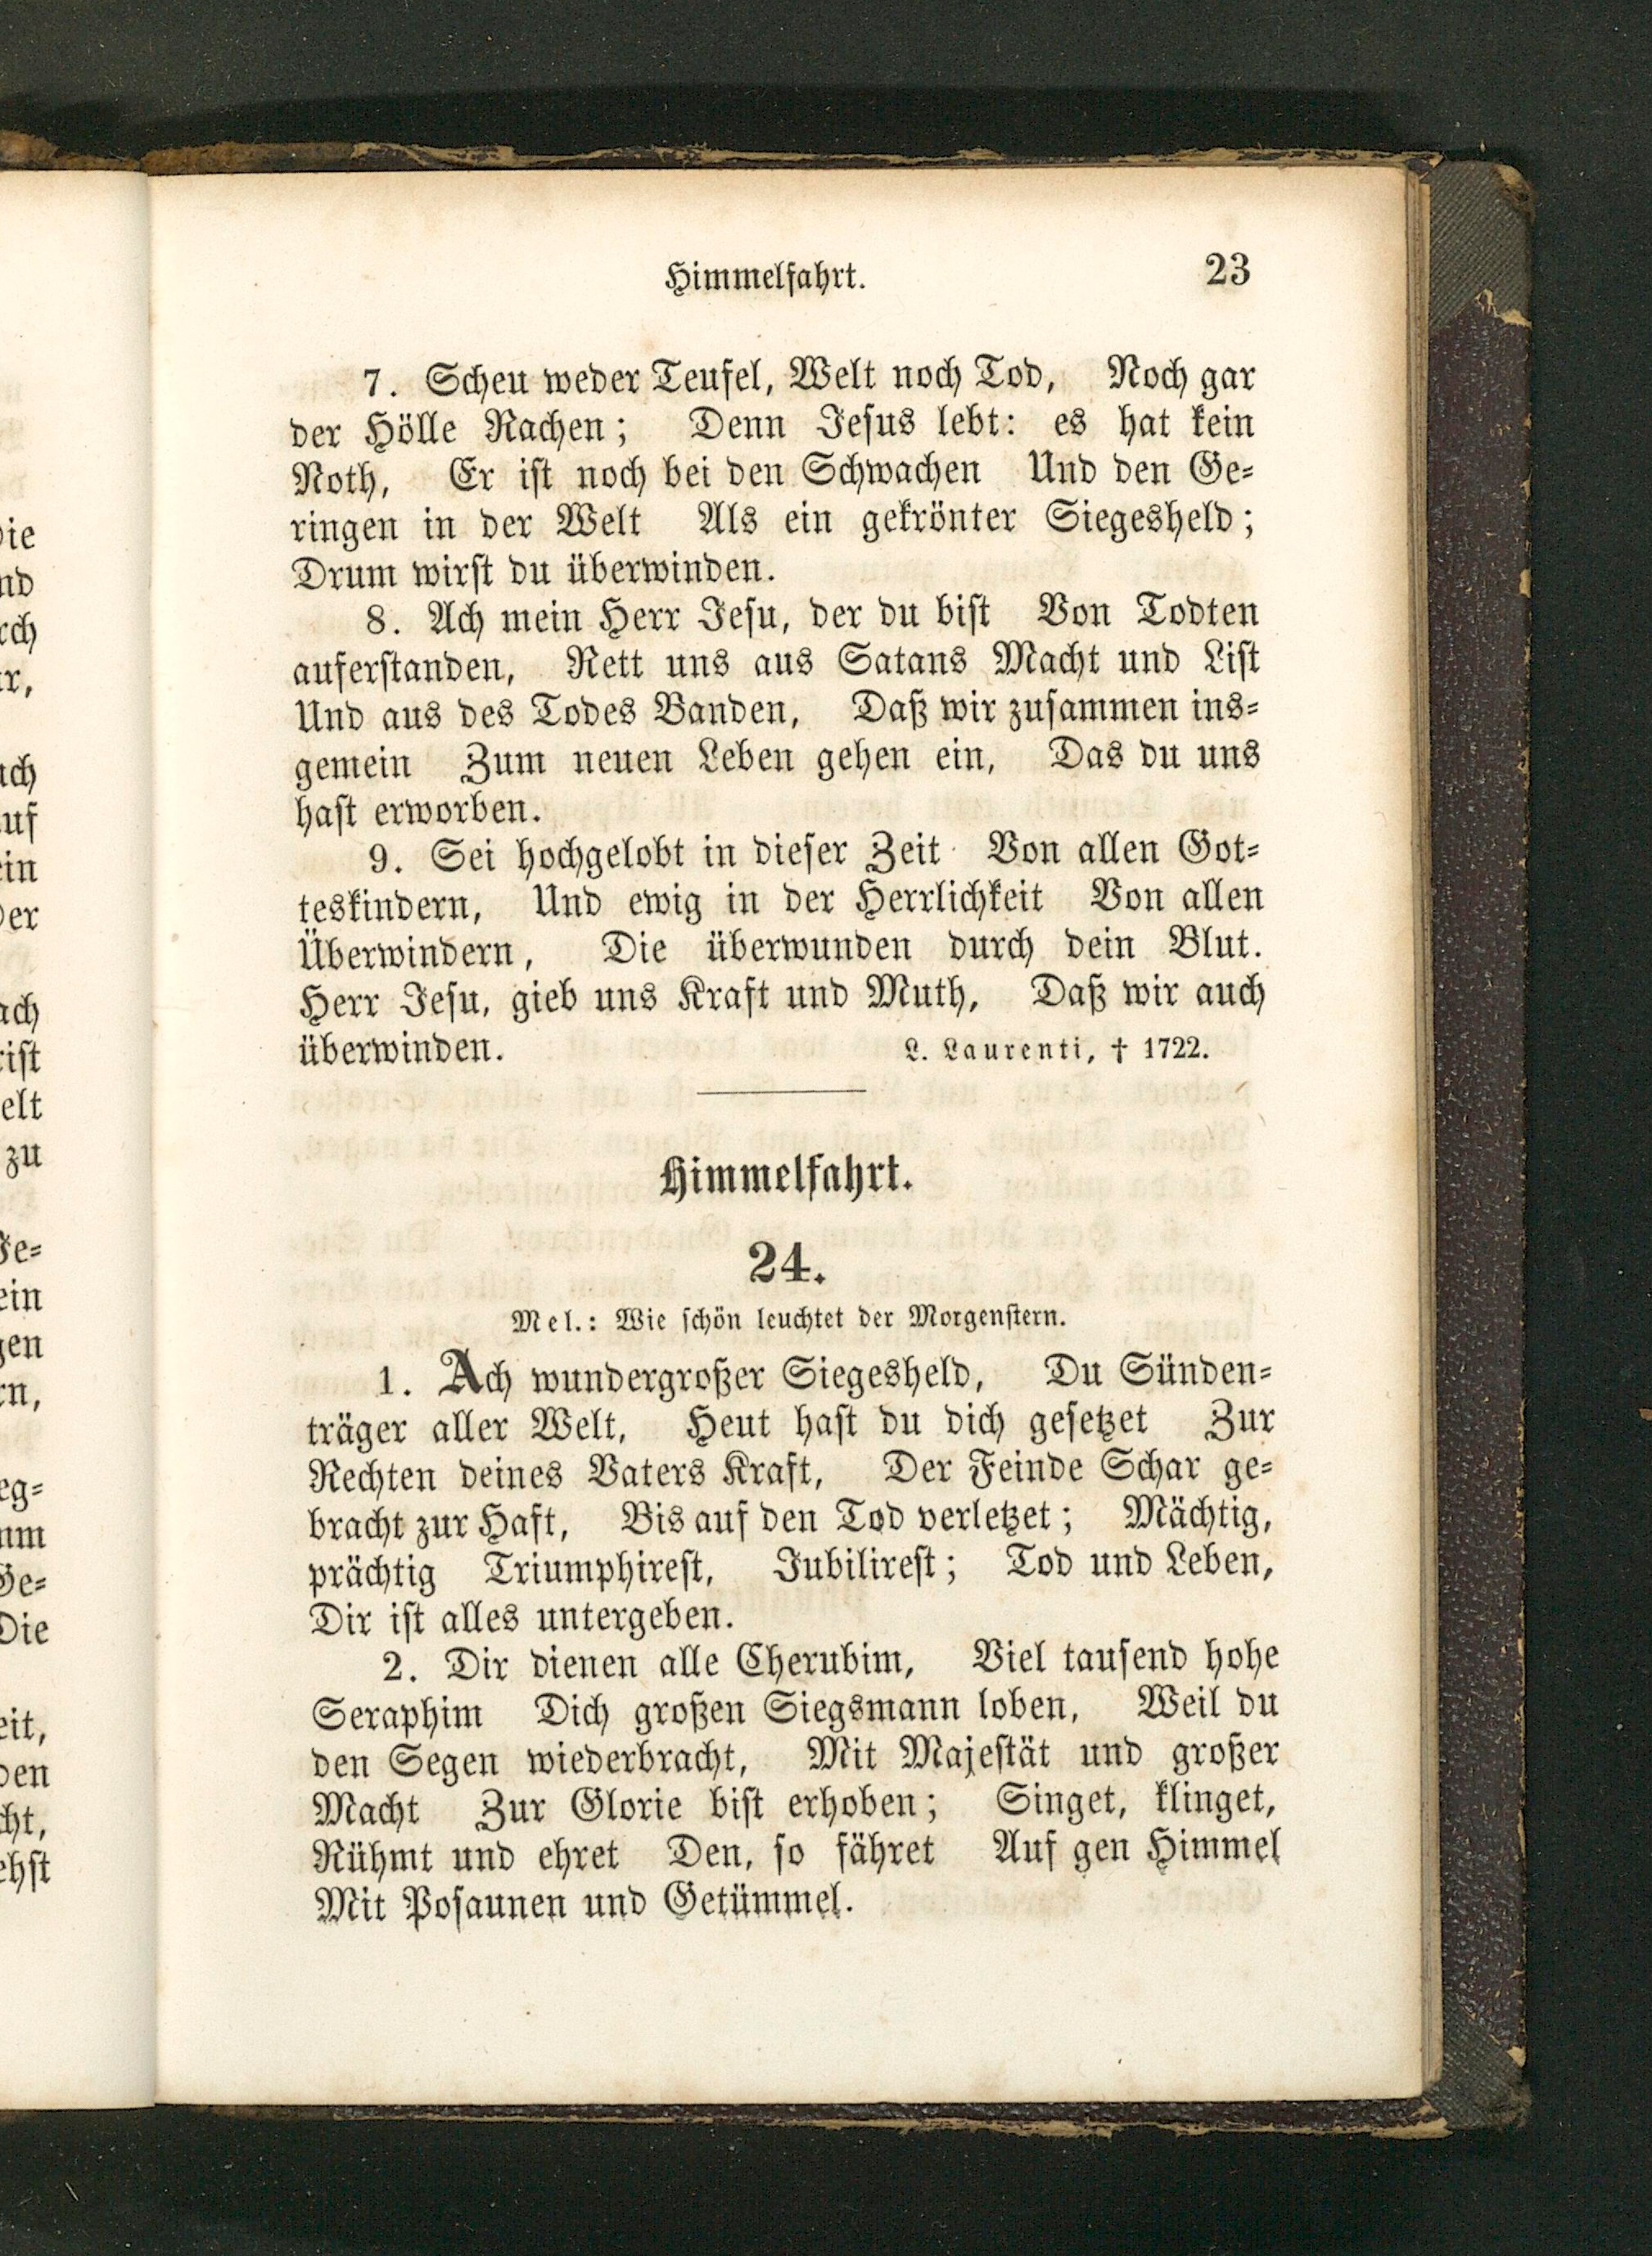 Himmelfahrt. 23
7. Scheu weder Teufel, Welt noch Tod, Noch gar
der Hölle Rachen; Denn Jesus lebt: es hat kein
Noth, Er ist noch bei den Schwachen Und den Ge-
ringen in der Welt Als ein gekrönter Siegesheld;
Drum wirst du überwinden.
8. Ach mein Herr Jesu, der du bist Von Todten
auferstanden, Rett uns aus Satans Macht und List
Und aus des Todes Banden, Daß wir zusammen ins-
gemein Zum neuen Leben gehen ein, Das du uns
hast erworben.
9. Sei hochgelobt in dieser Zeit Von allen Got-
teskindern, Und ewig in der Herrlichkeit Von allen
Überwindern, Die überwunden durch dein Blut.
Herr Jesu, gieb uns Kraft und Muth, Daß wir auch
überwinden. L. Laurenti, † 1722.
Himmelfahrt.
24.
Mel.: Wie schön leuchtet der Morgenstern.
1. Ach wundergroßer Siegesheld, Du Sünden-
träger aller Welt, Heut hast du dich gesetzet Zur
Rechten deines Vaters Kraft, Der Feinde Schar ge-
bracht zur Haft, Bis auf den Tod verletzet; Mächtig,
prächtig Triumphirest, Jubilirest; Tod und Leben,
Dir ist alles untergeben.
2. Dir dienen alle Cherubim, Viel tausend hohe
Seraphim Dich großen Siegsmann loben, Weil du
den Segen wiederbracht, Mit Majestät und großer
Macht Zur Glorie bist erhoben; Singet, klinget,
Rühmt und ehret Den, so fähret Auf gen Himmel
Mit Posaunen und Getümmel.